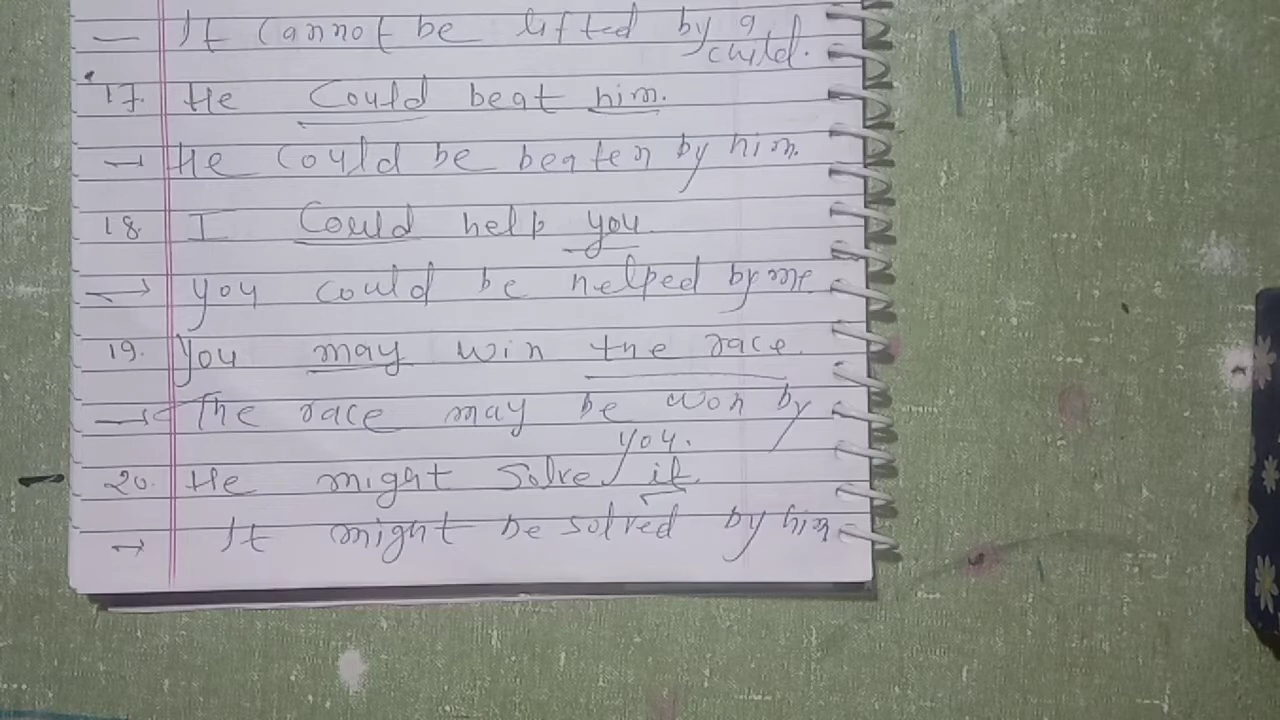 — It cannot be lifted by a
child.
17. He could beat him.
→ He could be beaten by him.
18. I could help you
→ you could be helped by me
19. You may win the race.
→ The race may be won by
you.
20. He might solve it.
→ It might be solved by him